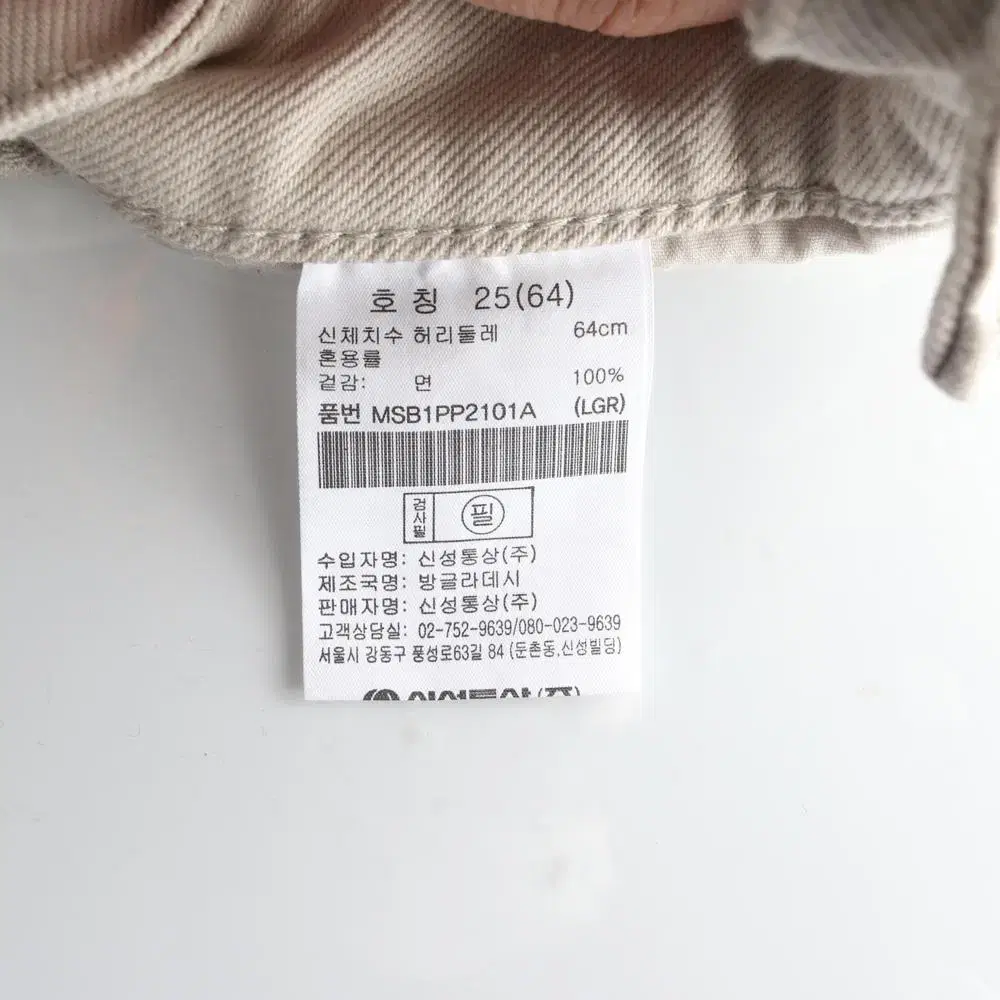 호 칭 25(64)
신체치수 허리둘레 64cm
혼용률
겉감: 면 100%
품번 MSB1PP2101A (LGR)
검사필 필
수입자명: 신성통상(주)
제조국명: 방글라데시
판매자명: 신성통상(주)
고객상담실: 02-752-9639/080-023-9639
서울시 강동구 풍성로63길 84 (둔촌동,신성빌딩)